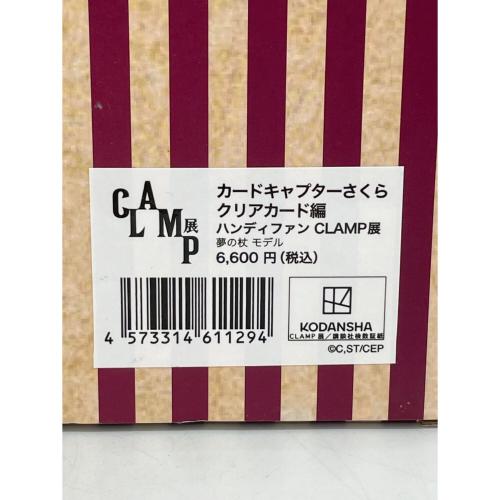 CLAMP展
カードキャプターさくら
クリアカード編
ハンディファン CLAMP展
夢の杖 モデル
6,600 円(税込)
4 573314 611294
KODANSHA
CLAMP展/講談社検数証紙
©C,ST/CEP